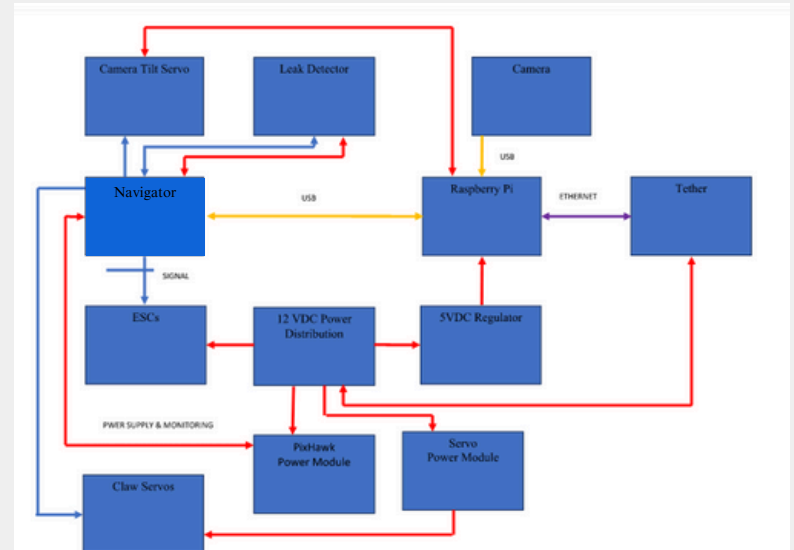 Camera Tilt Servo
Leak Detector
Camera
USB
Navigator
USB
Raspberry Pi
ETHERNET
Tether
SIGNAL
ESCs
12 VDC Power
Distribution
5VDC Regulator
PWER SUPPLY & MONITORING
PixHawk
Power Module
Servo
Power Module
Claw Servos